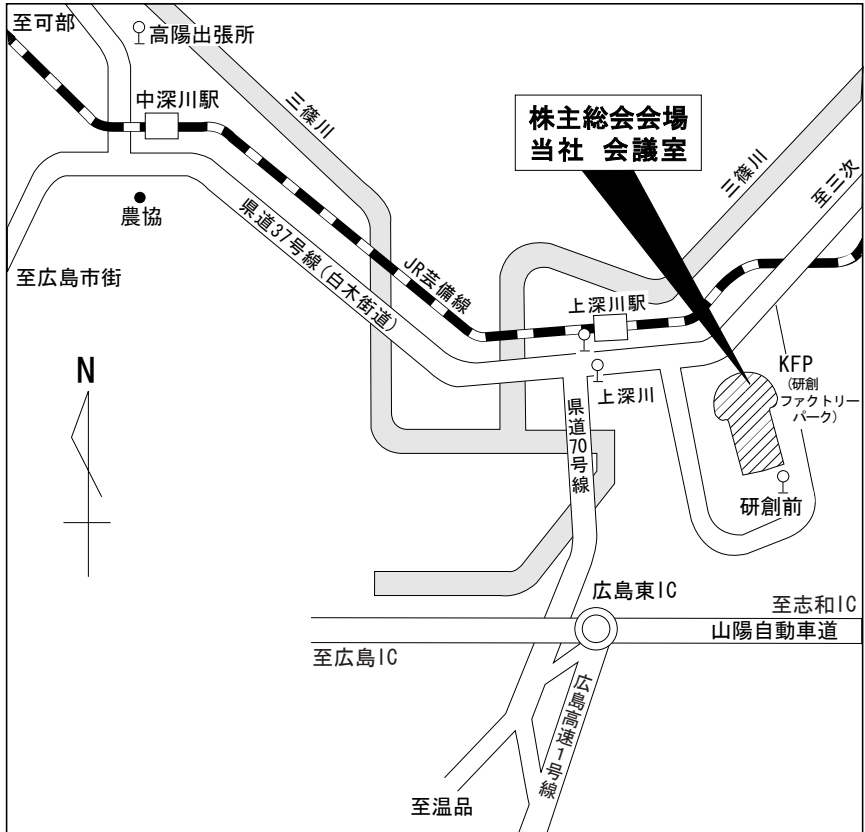 至可部
高陽出張所
中深川駅
三篠川
株主総会会場
当社 会議室
三篠川
至三次
農協
県道37号線(白木街道)
JR芸備線
至広島市街
上深川駅
N
上深川
KFP
(研創
ファクトリー
パーク)
県道70号線
研創前
広島東IC
至志和IC
山陽自動車道
至広島IC
広島高速1号線
至温品